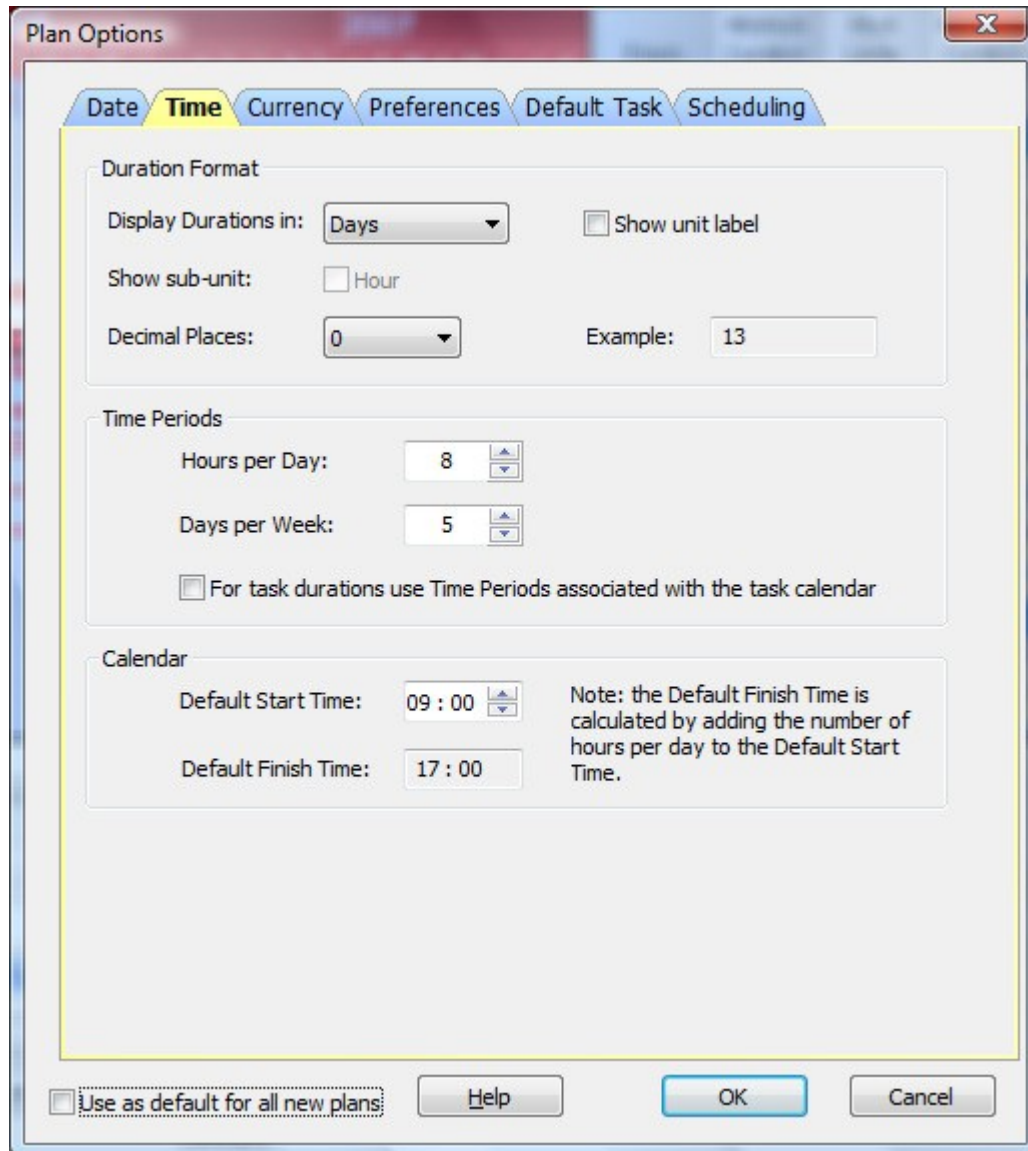 Plan Options
X
Date Time Currency Preferences Default Task Scheduling
Duration Format
Display Durations in: Days Show unit label
Show sub-unit: Hour
Decimal Places: 0 Example: 13
Time Periods
Hours per Day: 8
Days per Week: 5
For task durations use Time Periods associated with the task calendar
Calendar
Default Start Time: 09 : 00
Note: the Default Finish Time is
calculated by adding the number of
hours per day to the Default Start
Time.
Default Finish Time: 17 : 00
Use as default for all new plans Help OK Cancel